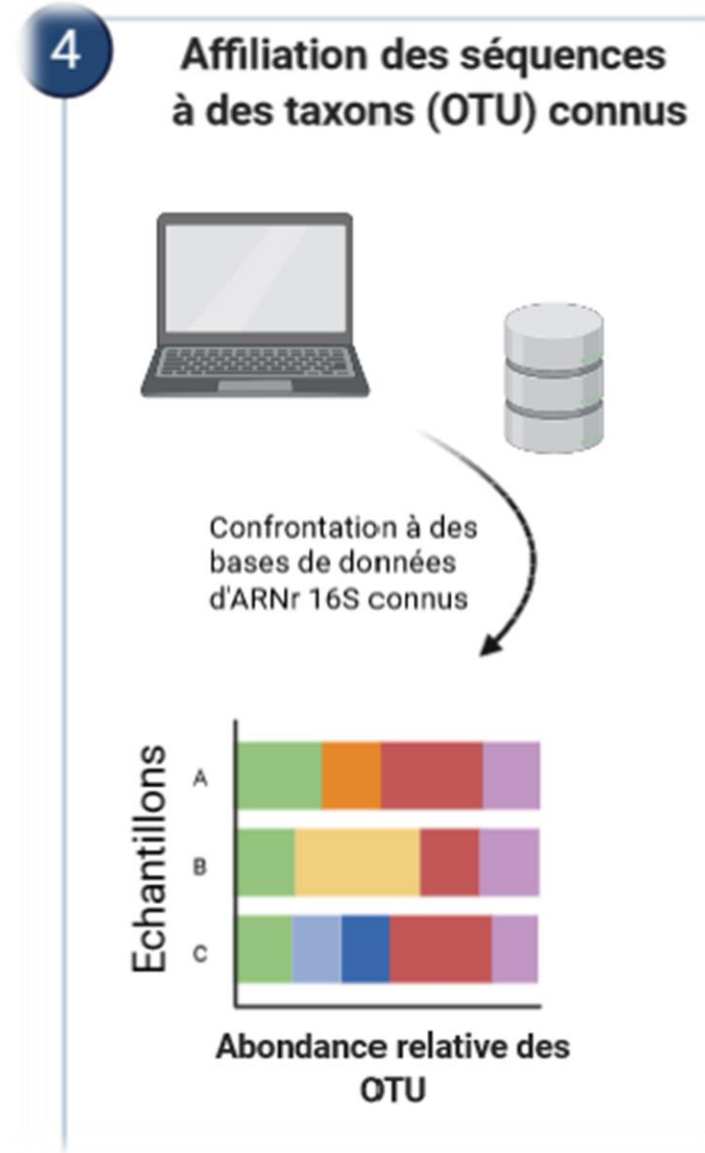 4
Affiliation des séquences
à des taxons (OTU) connus
Confrontation à des
bases de données
d'ARNr 16S connus
Echantillons
A
B
C
Abondance relative des
OTU